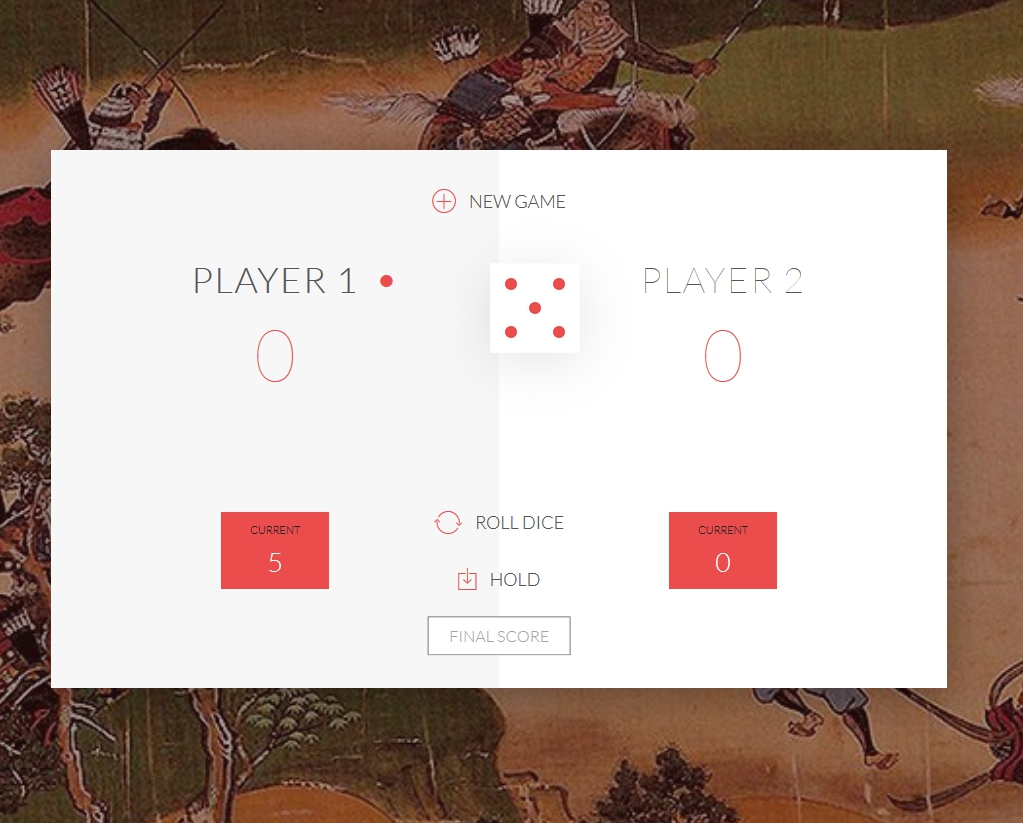 NEW GAME
PLAYER 1
PLAYER 2
0
0
CURRENT
5
ROLL DICE
HOLD
FINAL SCORE
CURRENT
0